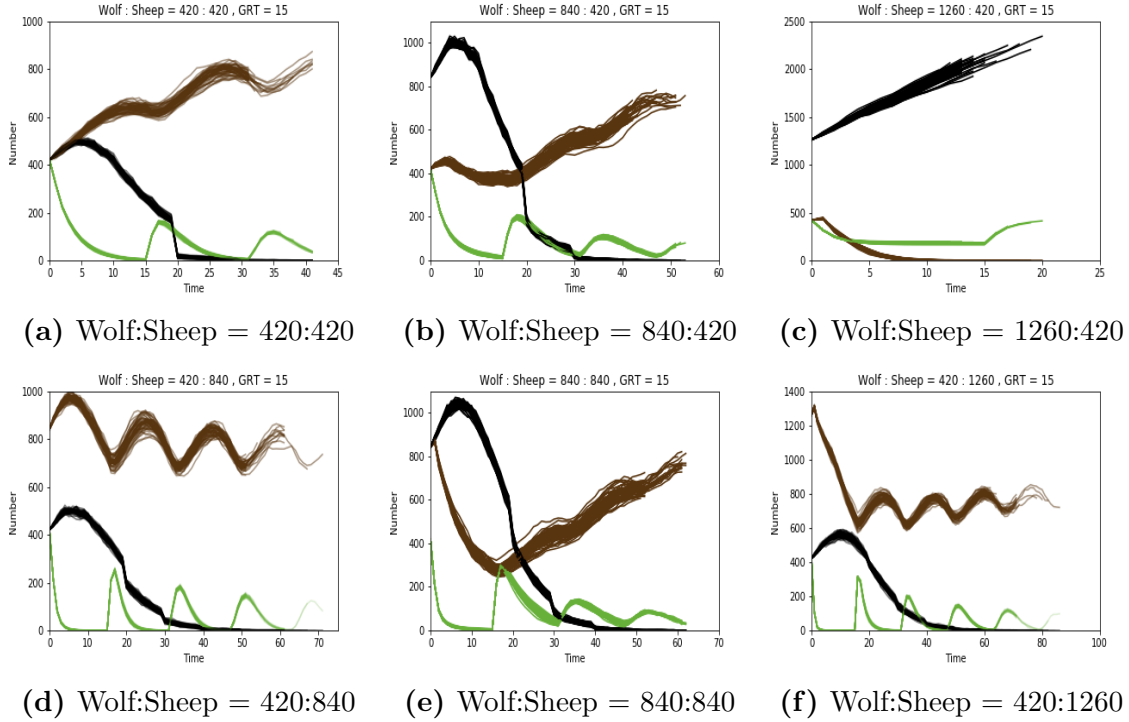 Wolf : Sheep = 420 : 420 , GRT = 15
1000
800
600
400
200
0
Number
0 5 10 15 20 25 30 35 40 45
Time
(a) Wolf:Sheep = 420:420
Wolf : Sheep = 840 : 420 , GRT = 15
1000
800
600
400
200
0
Number
0 10 20 30 40 50 60
Time
(b) Wolf:Sheep = 840:420
Wolf : Sheep = 1260 : 420 , GRT = 15
2500
2000
1500
1000
500
0
Number
0 5 10 15 20 25
Time
(c) Wolf:Sheep = 1260:420
Wolf : Sheep = 420 : 840 , GRT = 15
1000
800
600
400
200
0
Number
0 10 20 30 40 50 60 70
Time
(d) Wolf:Sheep = 420:840
Wolf : Sheep = 840 : 840 , GRT = 15
1000
800
600
400
200
0
Number
0 10 20 30 40 50 60 70
Time
(e) Wolf:Sheep = 840:840
Wolf : Sheep = 420 : 1260 , GRT = 15
1400
1200
1000
800
600
400
200
0
Number
0 20 40 60 80 100
Time
(f) Wolf:Sheep = 420:1260